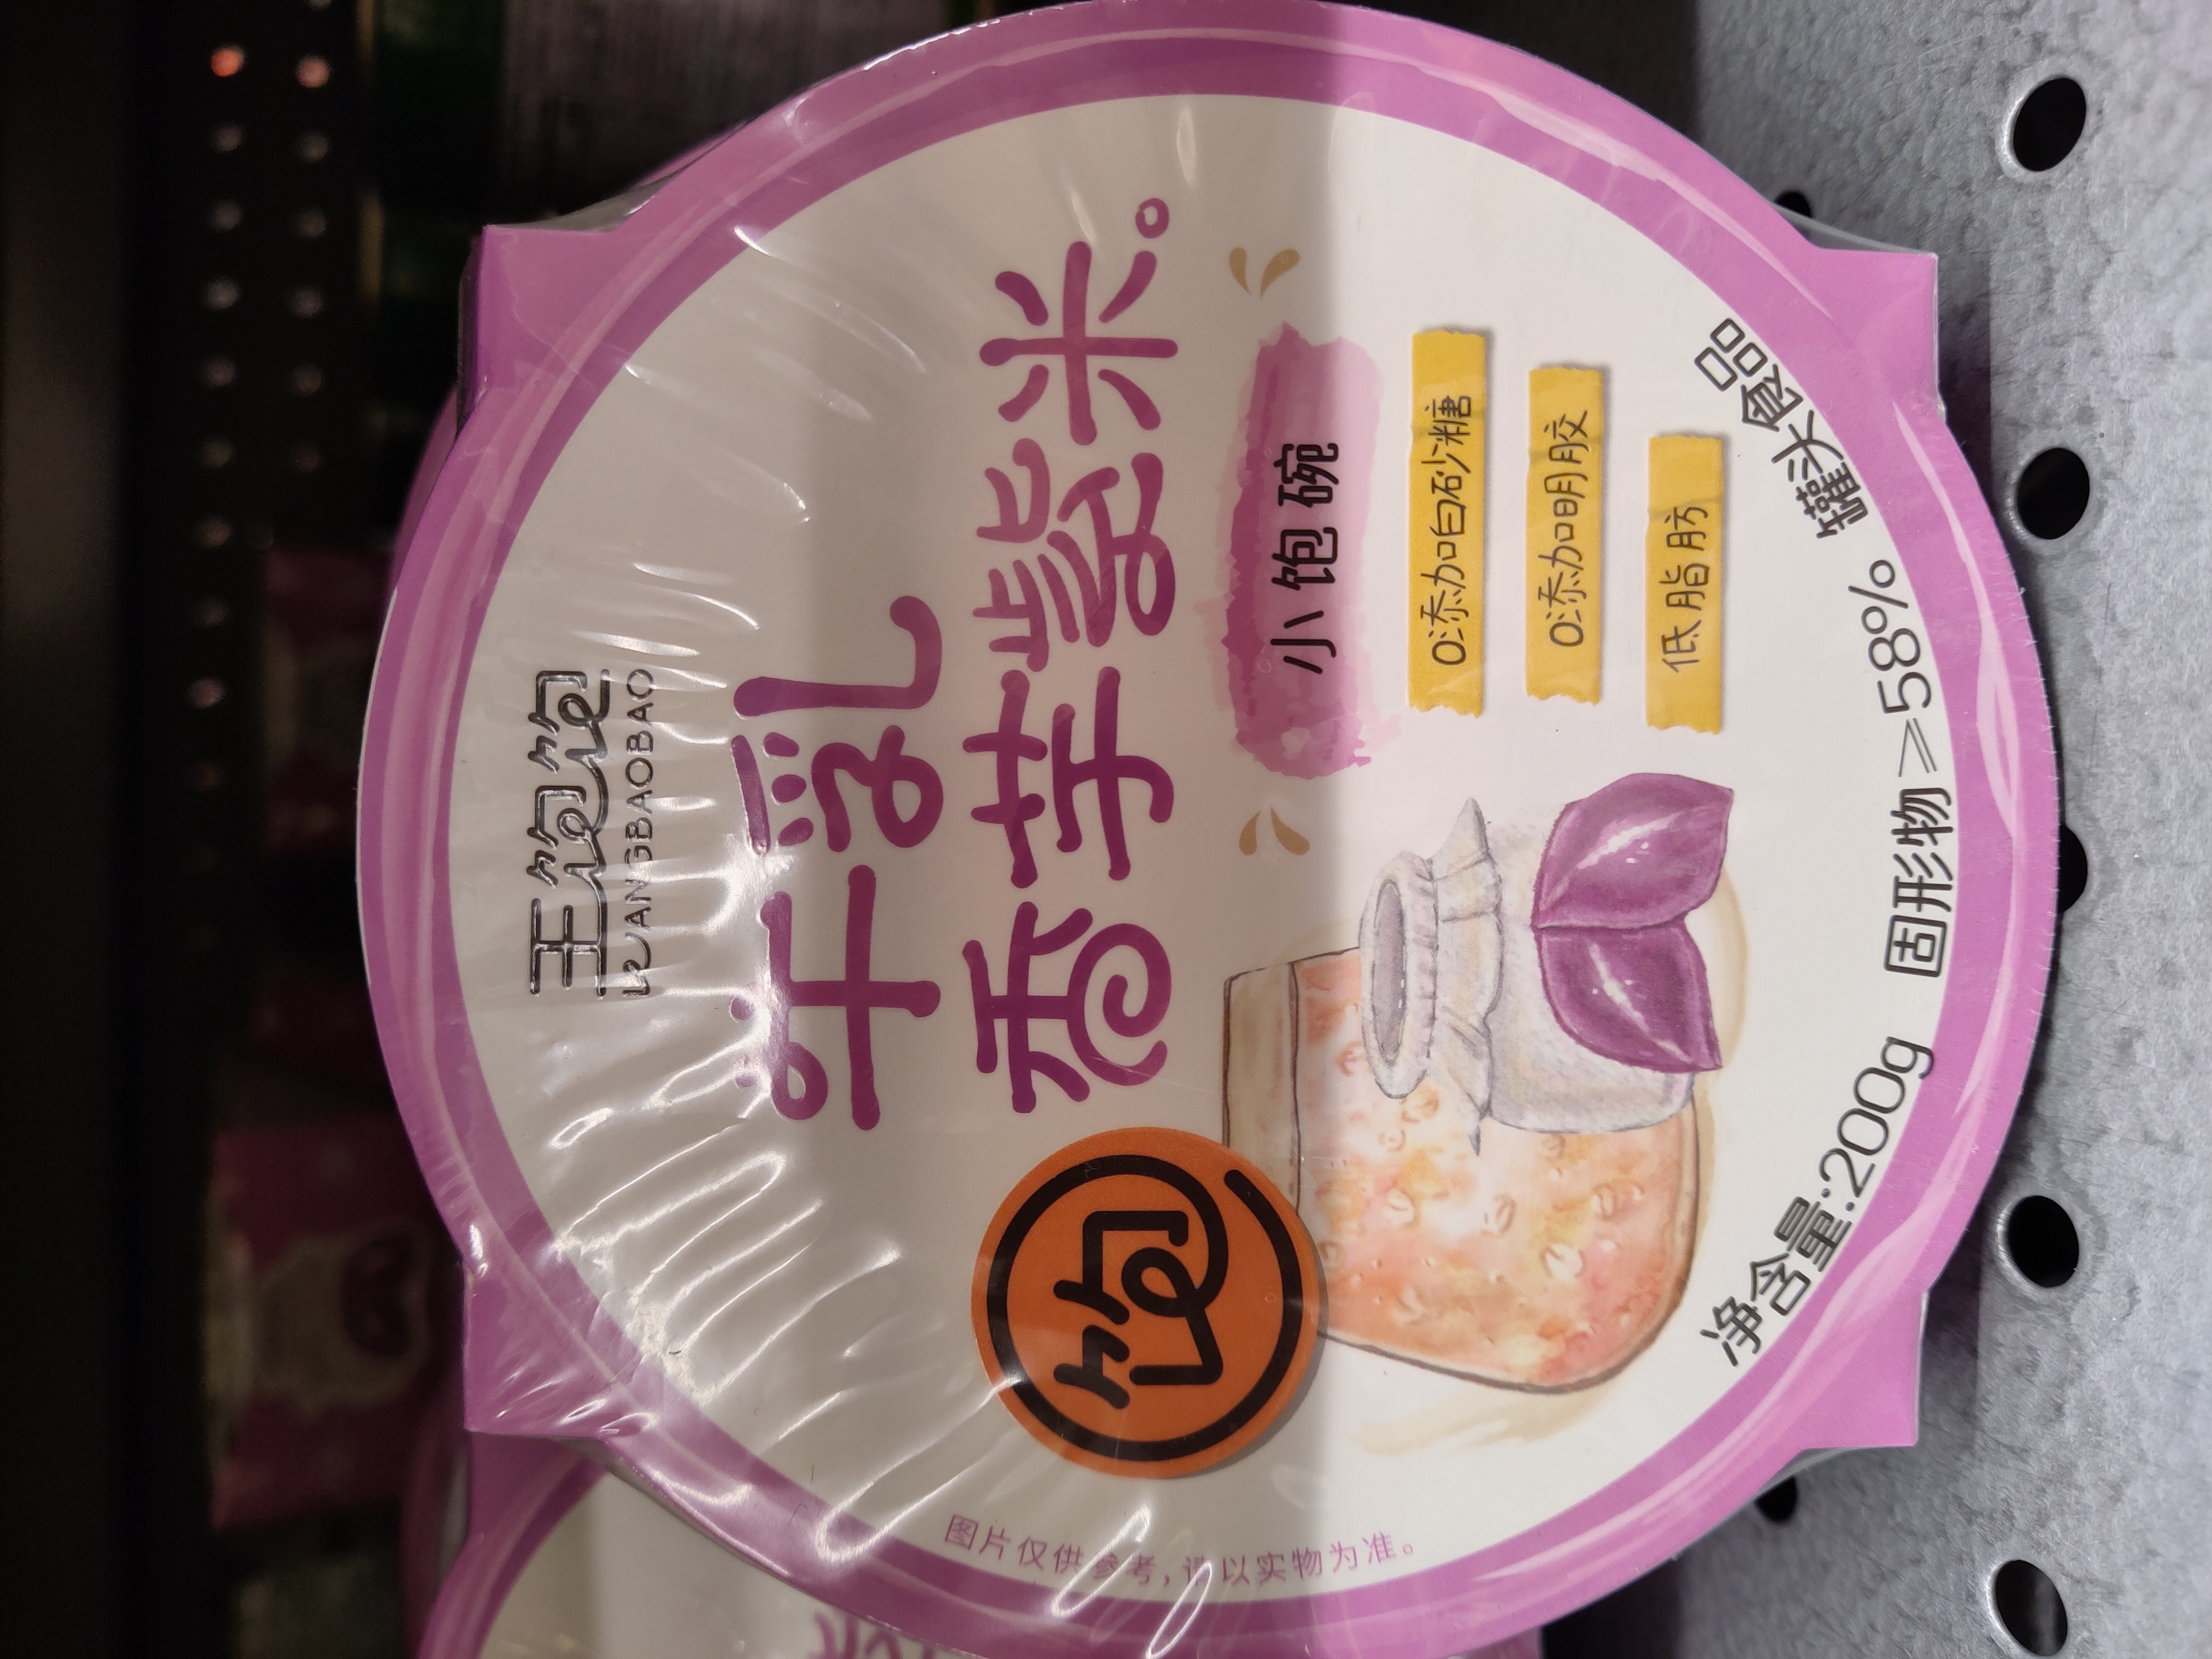 王饱饱
WANGBAOBAO
牛乳
香芋紫米。
饱
小饱碗
0添加白砂糖
0添加明胶
低脂肪
净含量:200g 固形物≥58% 罐头食品
图片仅供参考,请以实物为准。